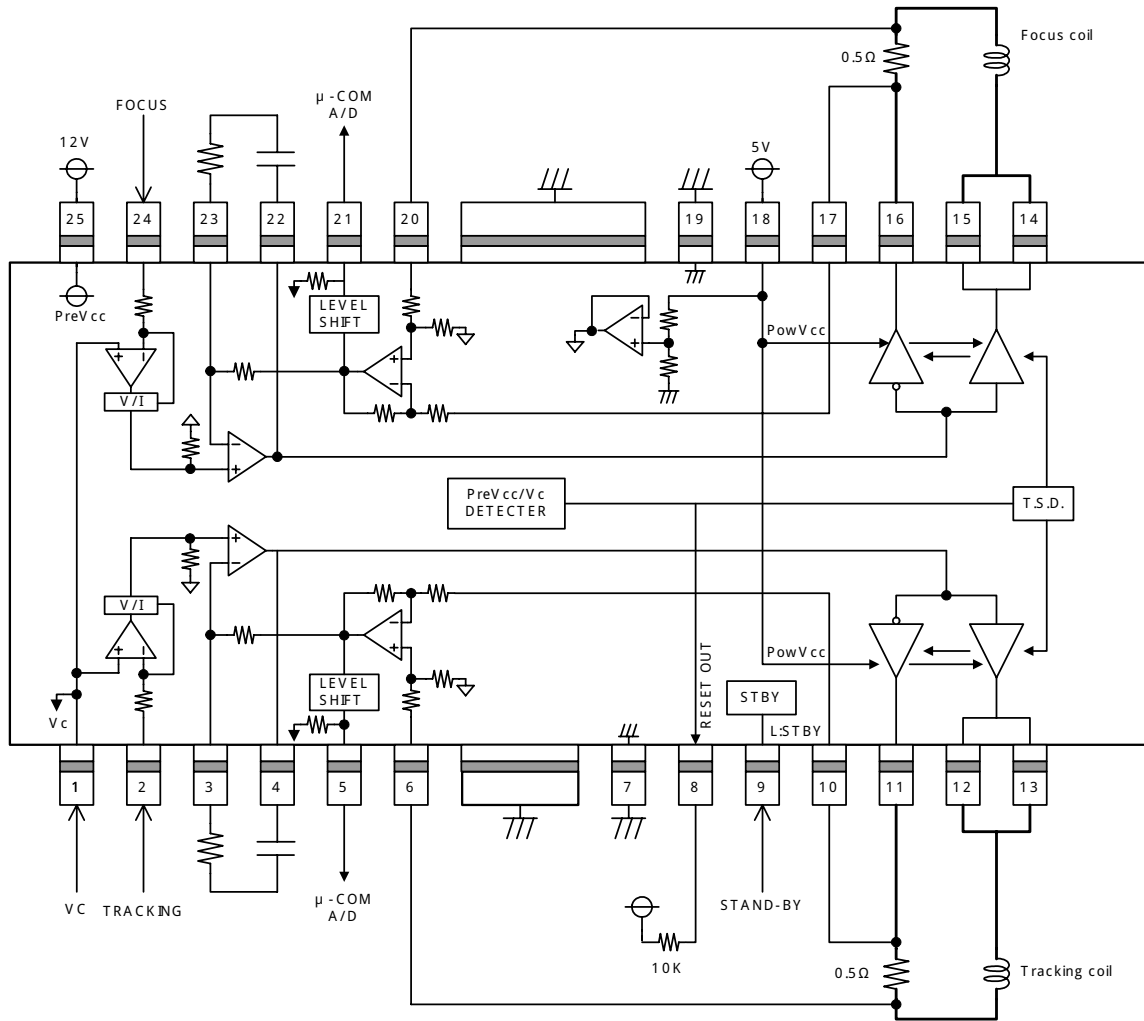 Focus coil
0.5Ω
µ-COM
A/D
FOCUS
12V
5V
25
24
23
22
21
20
19
18
17
16
15
14
PreVcc
LEVEL
SHIFT
PowVcc
+
−
V/I
+
−
−
+
PreVcc/Vc
DETECTER
T.S.D.
+
−
V/I
+
−
−
+
LEVEL
SHIFT
PowVcc
RESET OUT
STBY
L:STBY
Vc
1
2
3
4
5
6
7
8
9
10
11
12
13
VC
TRACKING
µ-COM
A/D
10K
STAND-BY
0.5Ω
Tracking coil